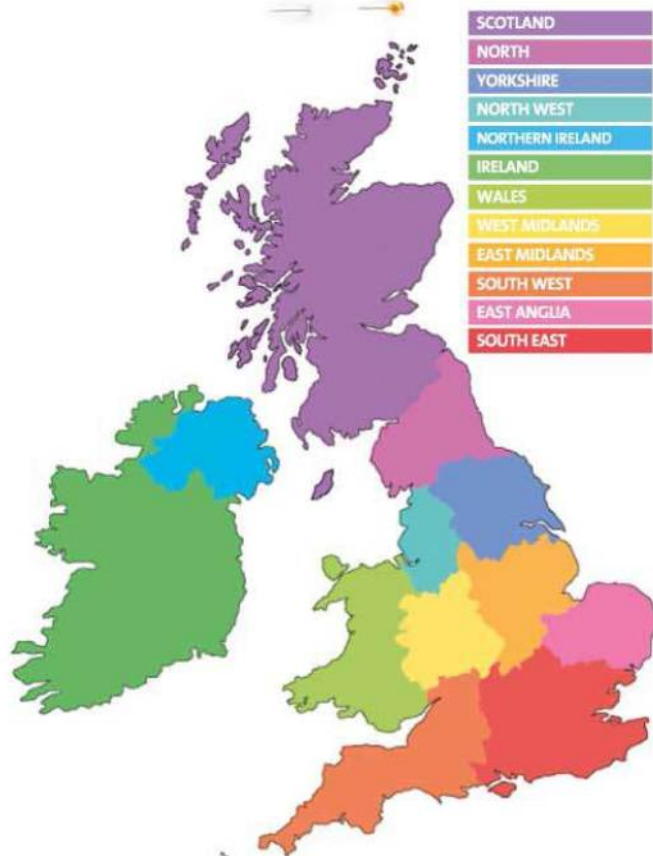 SCOTLAND
NORTH
YORKSHIRE
NORTH WEST
NORTHERN IRELAND
IRELAND
WALES
WEST MIDLANDS
EAST MIDLANDS
SOUTH WEST
EAST ANGLIA
SOUTH EAST